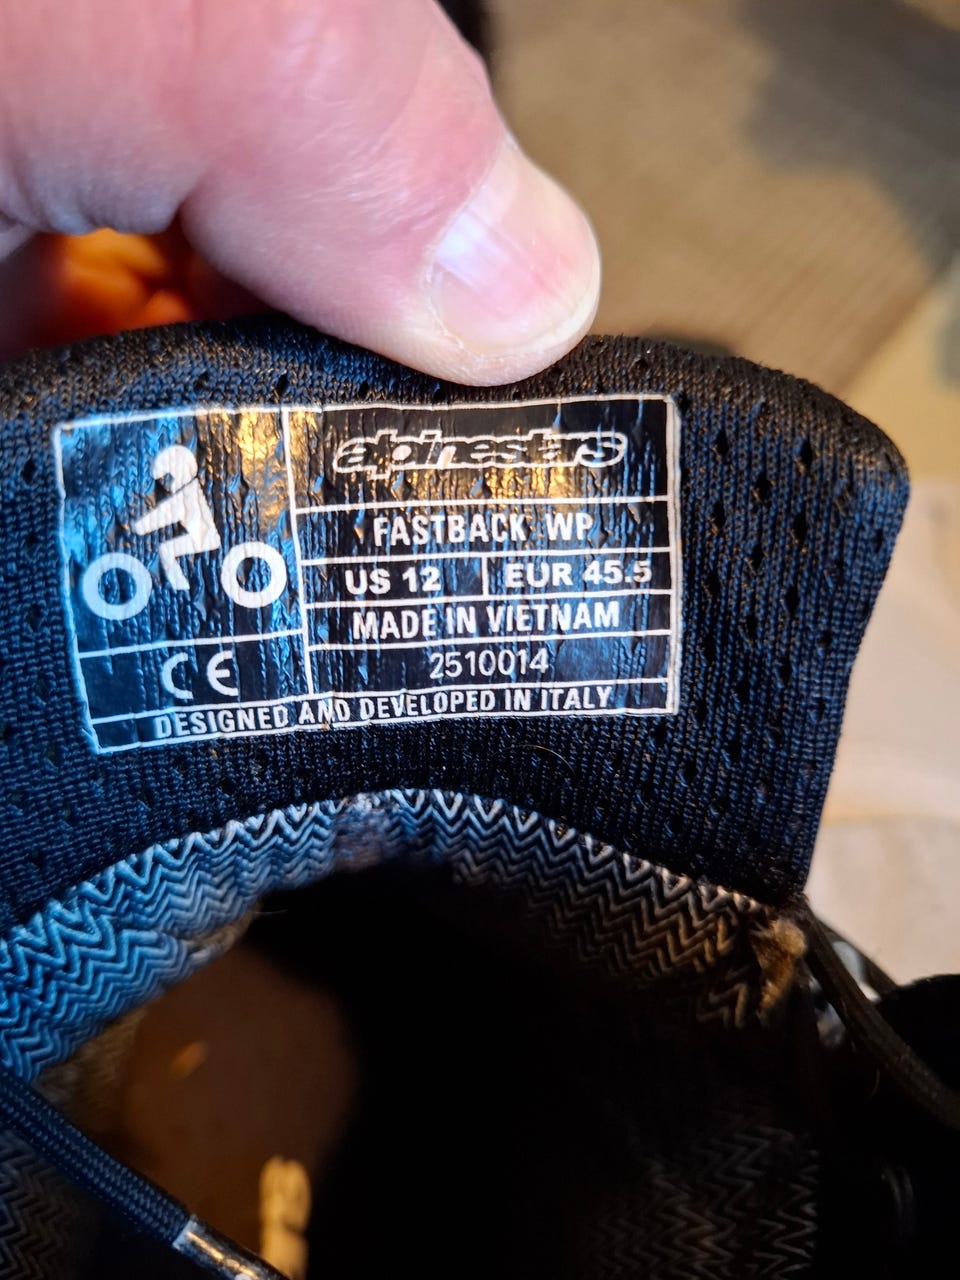 alpinestars
FASTBACK WP
US 12 EUR 45.5
MADE IN VIETNAM
CE 2510014
DESIGNED AND DEVELOPED IN ITALY